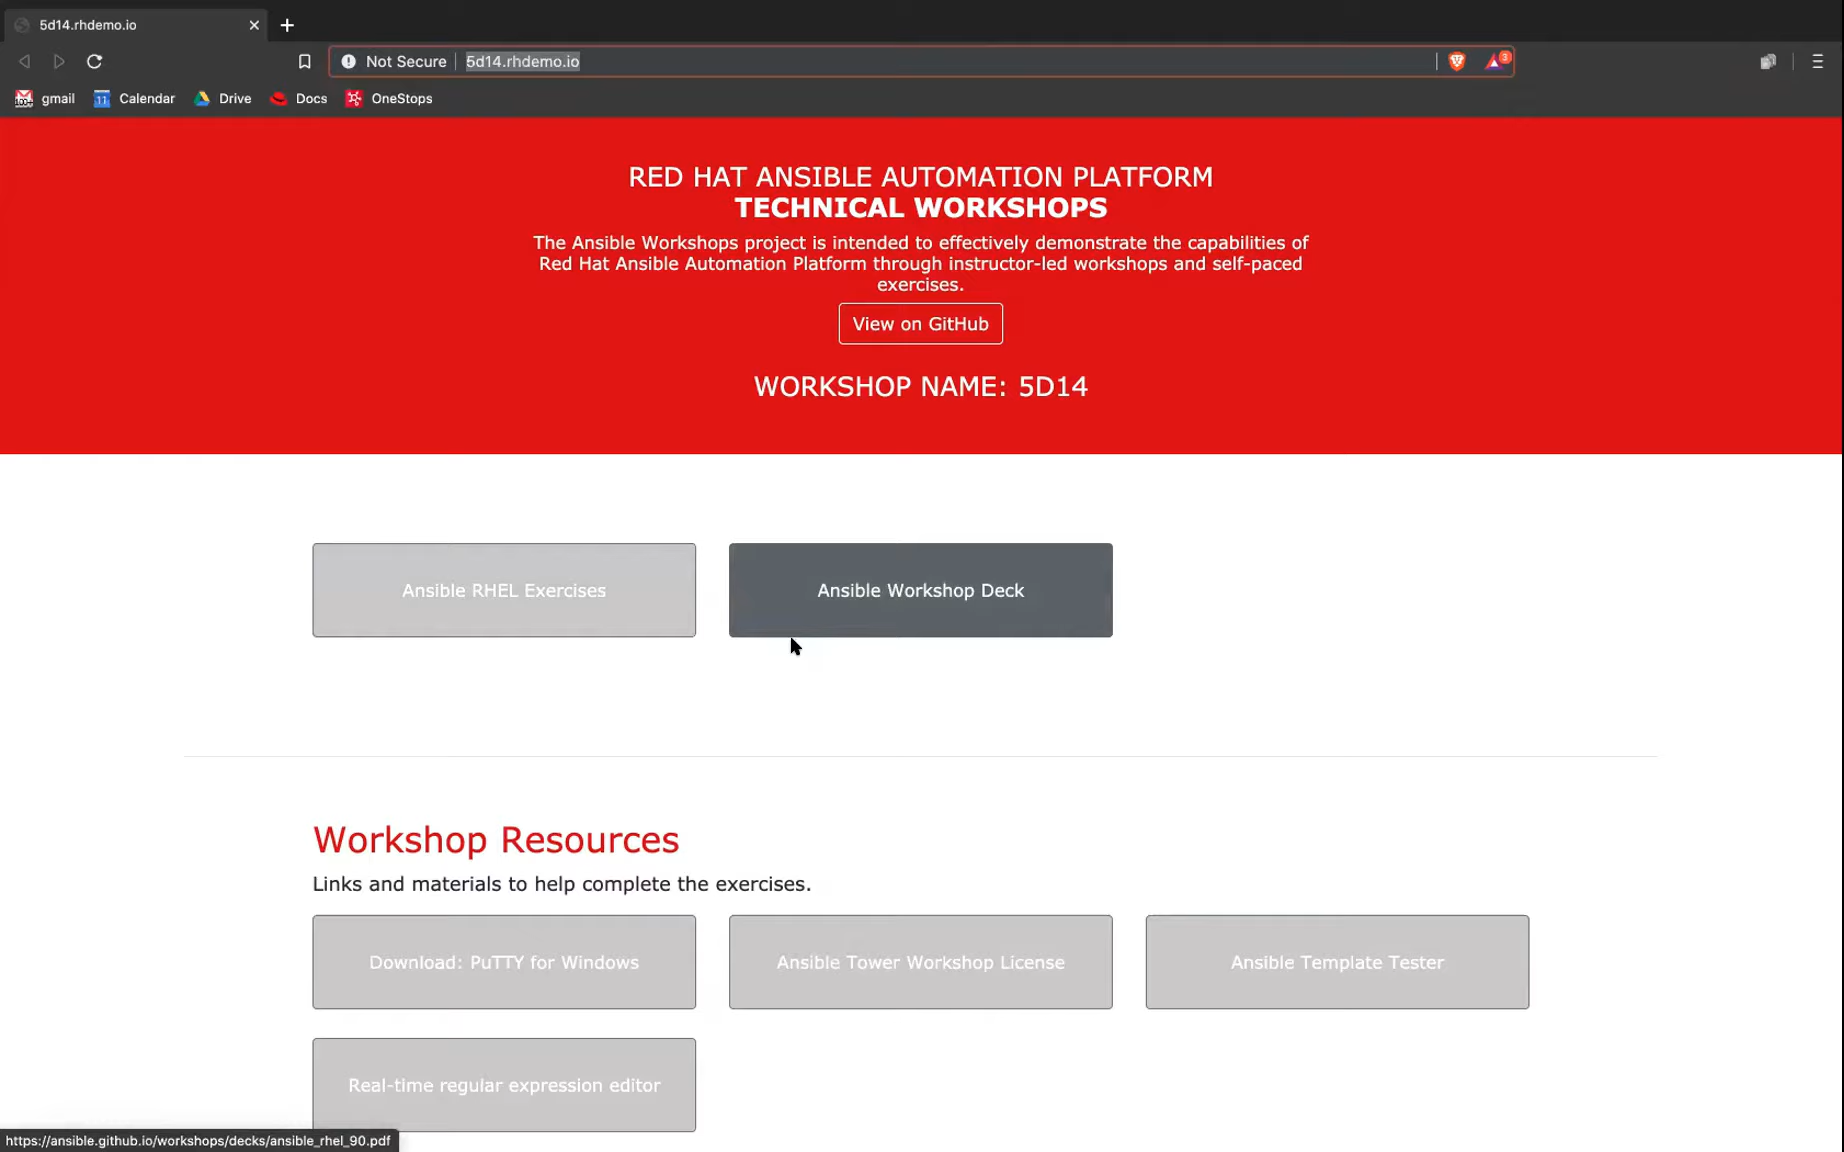 5d14.rhdemo.io
Not Secure
5d14.rhdemo.io
3
100+
gmail
11
Calendar
Drive
Docs
OneStops
RED HAT ANSIBLE AUTOMATION PLATFORM
TECHNICAL WORKSHOPS
The Ansible Workshops project is intended to effectively demonstrate the capabilities of
Red Hat Ansible Automation Platform through instructor-led workshops and self-paced
exercises.
View on GitHub
WORKSHOP NAME: 5D14
Ansible RHEL Exercises
Ansible Workshop Deck
Workshop Resources
Links and materials to help complete the exercises.
Download: PuTTY for Windows
Ansible Tower Workshop License
Ansible Template Tester
Real-time regular expression editor
https://ansible.github.io/workshops/decks/ansible_rhel_90.pdf